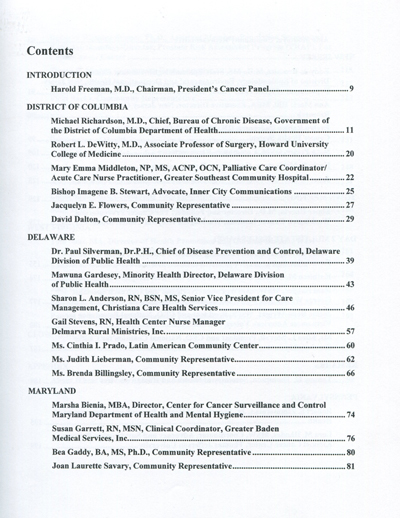 Contents
INTRODUCTION
Harold Freeman, M.D., Chairman, President's Cancer Panel 9
DISTRICT OF COLUMBIA
Michael Richardson, M.D., Chief, Bureau of Chronic Disease, Government of
the District of Columbia Department of Health 11
Robert L. DeWitty, M.D., Associate Professor of Surgery, Howard University
College of Medicine 20
Mary Emma Middleton, NP, MS, ACNP, OCN, Palliative Care Coordinator/
Acute Care Nurse Practitioner, Greater Southeast Community Hospital 22
Bishop Imagene B. Stewart, Advocate, Inner City Communications 25
Jacquelyn E. Flowers, Community Representative 27
David Dalton, Community Representative 29
DELAWARE
Dr. Paul Silverman, Dr.P.H., Chief of Disease Prevention and Control, Delaware
Division of Public Health 39
Mawuna Gardesey, Minority Health Director, Delaware Division
of Public Health 43
Sharon L. Anderson, RN, BSN, MS, Senior Vice President for Care
Management, Christiana Care Health Services 46
Gail Stevens, RN, Health Center Nurse Manager
Delmarva Rural Ministries, Inc. 57
Ms. Cinthia I. Prado, Latin American Community Center 60
Ms. Judith Lieberman, Community Representative 62
Ms. Brenda Billingsley, Community Representative 66
MARYLAND
Marsha Bienia, MBA, Director, Center for Cancer Surveillance and Control
Maryland Department of Health and Mental Hygiene 74
Susan Garrett, RN, MSN, Clinical Coordinator, Greater Baden
Medical Services, Inc. 76
Bea Gaddy, BA, MS, Ph.D., Community Representative 80
Joan Laurette Savary, Community Representative 81